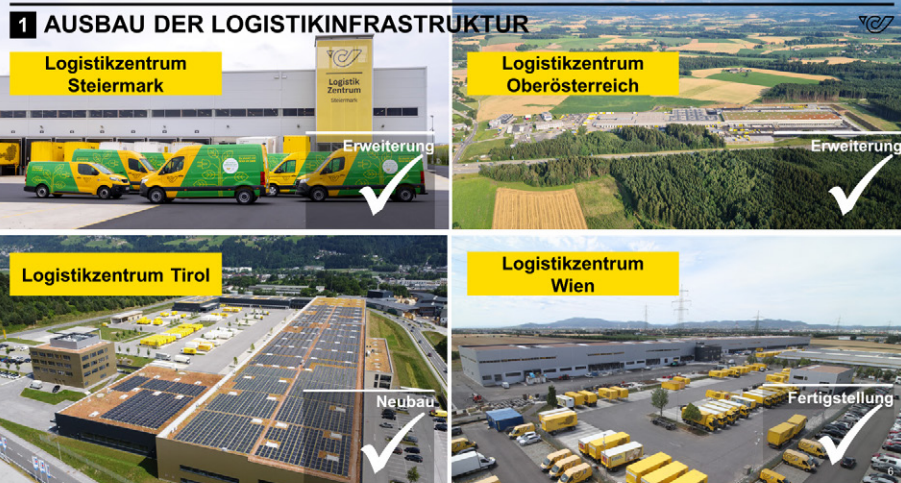 1 AUSBAU DER LOGISTIKINFRASTRUKTUR
Logistikzentrum
Steiermark
Logistik
Zentrum
Steiermark
Erweiterung
Logistikzentrum
Oberösterreich
Erweiterung
Logistikzentrum Tirol
Neubau
Logistikzentrum
Wien
Fertigstellung
6